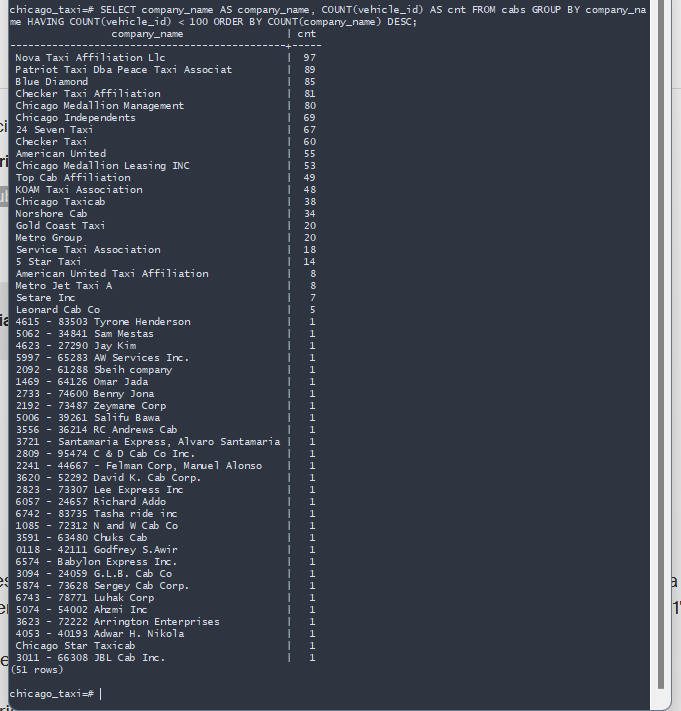 chicago_taxi=# SELECT company_name AS company_name, COUNT(vehicle_id) AS cnt FROM cabs GROUP BY company_na
me HAVING COUNT(vehicle_id) < 100 ORDER BY COUNT(company_name) DESC;
company_name | cnt
----------------------------------------------+-----
Nova Taxi Affiliation Llc | 97
Patriot Taxi Dba Peace Taxi Associat | 89
Blue Diamond | 85
Checker Taxi Affiliation | 81
Chicago Medallion Management | 80
Chicago Independents | 69
24 Seven Taxi | 67
Checker Taxi | 60
American United | 55
Chicago Medallion Leasing INC | 53
Top Cab Affiliation | 49
KOAM Taxi Association | 48
Chicago Taxicab | 38
Norshore Cab | 34
Gold Coast Taxi | 20
Metro Group | 20
Service Taxi Association | 18
5 Star Taxi | 14
American United Taxi Affiliation | 8
Metro Jet Taxi A | 8
Setare Inc | 7
Leonard Cab Co | 5
4615 - 83503 Tyrone Henderson | 1
5062 - 34841 Sam Mestas | 1
4623 - 27290 Jay Kim | 1
5997 - 65283 AW Services Inc. | 1
2092 - 61288 Sbeih company | 1
1469 - 64126 Omar Jada | 1
2733 - 74600 Benny Jona | 1
2192 - 73487 Zeymane Corp | 1
5006 - 39261 Salifu Bawa | 1
3556 - 36214 RC Andrews Cab | 1
3721 - Santamaria Express, Alvaro Santamaria | 1
2809 - 95474 C & D Cab Co Inc. | 1
2241 - 44667 - Felman Corp, Manuel Alonso | 1
3620 - 52292 David K. Cab Corp. | 1
2823 - 73307 Lee Express Inc | 1
6057 - 24657 Richard Addo | 1
6742 - 83735 Tasha ride inc | 1
1085 - 72312 N and W Cab Co | 1
3591 - 63480 Chuks Cab | 1
0118 - 42111 Godfrey S.Awir | 1
6574 - Babylon Express Inc. | 1
3094 - 24059 G.L.B. Cab Co | 1
5874 - 73628 Sergey Cab Corp. | 1
6743 - 78771 Luhak Corp | 1
5074 - 54002 Ahzmi Inc | 1
3623 - 72222 Arrington Enterprises | 1
4053 - 40193 Adwar H. Nikola | 1
Chicago Star Taxicab | 1
3011 - 66308 JBL Cab Inc. | 1
(51 rows)
chicago_taxi=#